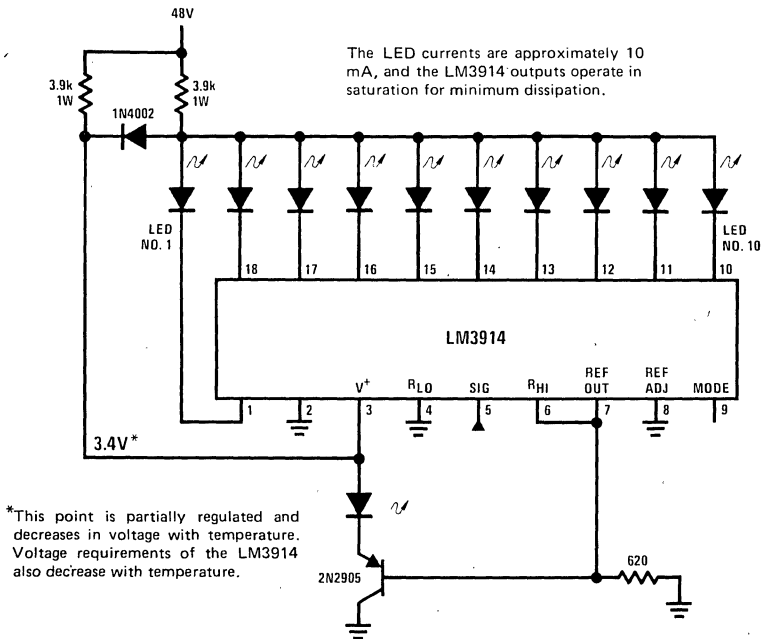 48V
The LED currents are approximately 10
mA, and the LM3914 outputs operate in
saturation for minimum dissipation.
3.9k
1W
3.9k
1W
1N4002
LED
NO. 1
LED
NO. 10
18
17
16
15
14
13
12
11
10
LM3914
V+
RLO
SIG
RHI
REF
OUT
REF
ADJ
MODE
1
2
3
4
5
6
7
8
9
3.4V*
*This point is partially regulated and
decreases in voltage with temperature.
Voltage requirements of the LM3914
also decrease with temperature.
2N2905
620